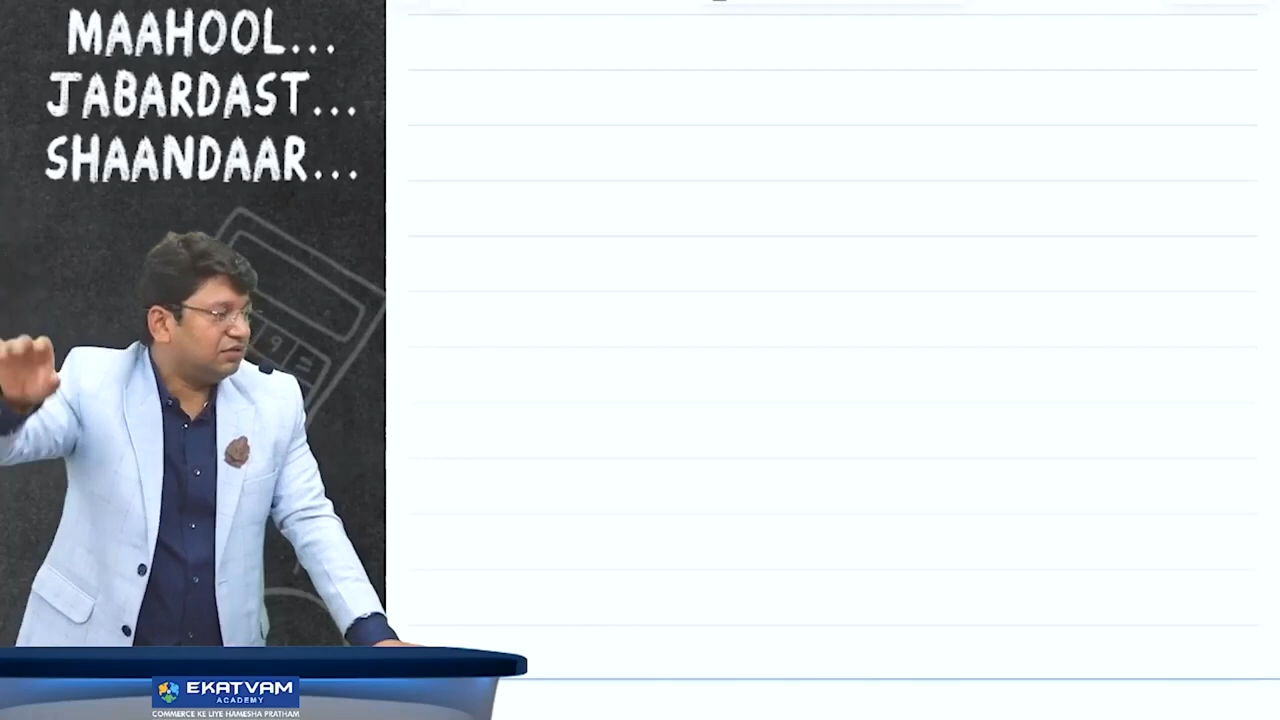 MAAHOOL...
JABARDAST...
SHAANDAAR...
EKATVAM
ACADEMY
COMMERCE KE LIYE HAMESHA PRATHAM